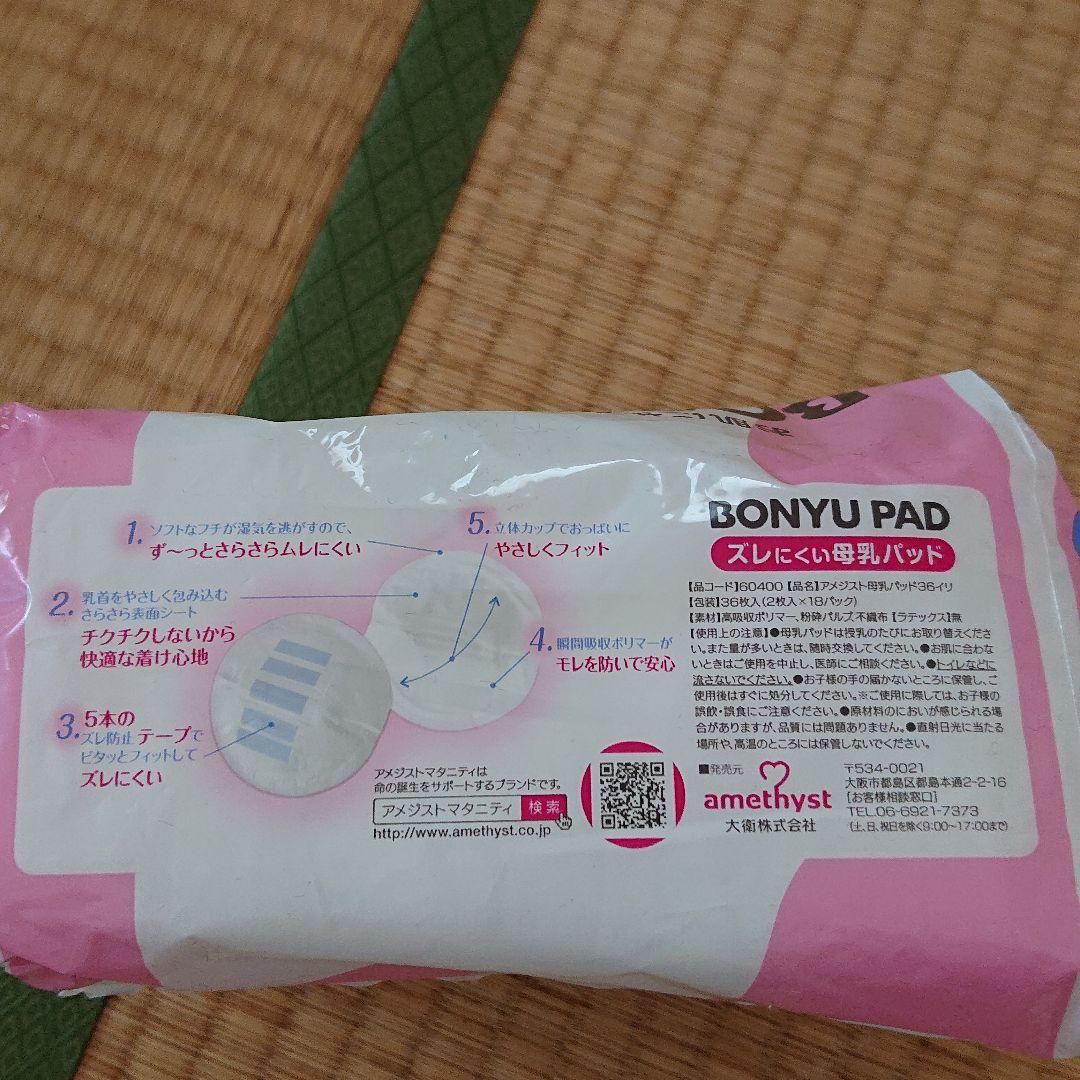 1. ソフトなフチが湿気を逃がすので、
ず〜っとさらさらムレにくい
2. 乳首をやさしく包み込む
さらさら表面シート
チクチクしないから
快適な着け心地
3. 5本の
ズレ防止テープで
ピタッとフィットして
ズレにくい
5. 立体カップでおっぱいに
やさしくフィット
4. 瞬間吸収ポリマーが
モレを防いで安心
アメジストマタニティは
命の誕生をサポートするブランドです。
アメジストマタニティ 検索
http://www.amethyst.co.jp
BONYU PAD
ズレにくい母乳パッド
【品コード】60400 【品名】アメジスト母乳パッド36イリ
【包装】36枚入(2枚入×18パック)
【素材】高吸収ポリマー、粉砕パルプ、不織布 【ラテックス】無
【使用上の注意】●母乳パッドは授乳のたびにお取り替えくださ
い。また量が多いときは、随時交換してください。●お肌に合わな
いときはご使用を中止し、医師にご相談ください。●トイレなどに
流さないでください。●お子様の手の届かないところに保管し、ご
使用後はすぐに処分してください。※ご使用に際しては、お子様の
誤飲・誤食にご注意ください。●原材料のにおいが感じられる場
合がありますが、品質には問題ありません。●直射日光に当たる
場所や、高温のところには保管しないでください。
■発売元
amethyst
大衛株式会社
〒534-0021
大阪市都島区都島本通2-2-16
[お客様相談窓口]
TEL.06-6921-7373
(土、日、祝日を除く9:00〜17:00まで)